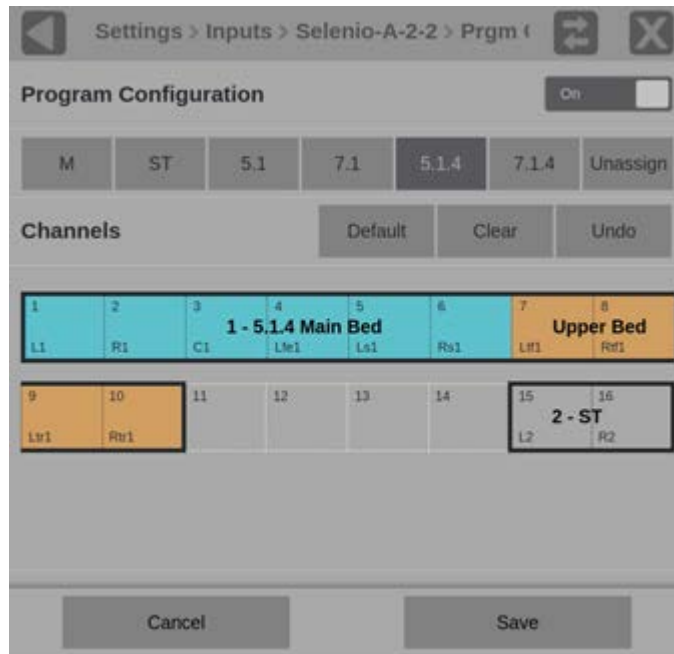 Settings > Inputs > Selenio-A-2-2 > Prgm
Program Configuration On
M ST 5.1 7.1 5.1.4 7.1.4 Unassign
Channels Default Clear Undo
1 2 3 4 5 6 7 8
1 - 5.1.4 Main Bed Upper Bed
L1 R1 C1 Lfe1 Ls1 Rs1 Ltf1 Rtf1
9 10 11 12 13 14 15 16
2 - ST
Ltr1 Rtr1 L2 R2
Cancel Save